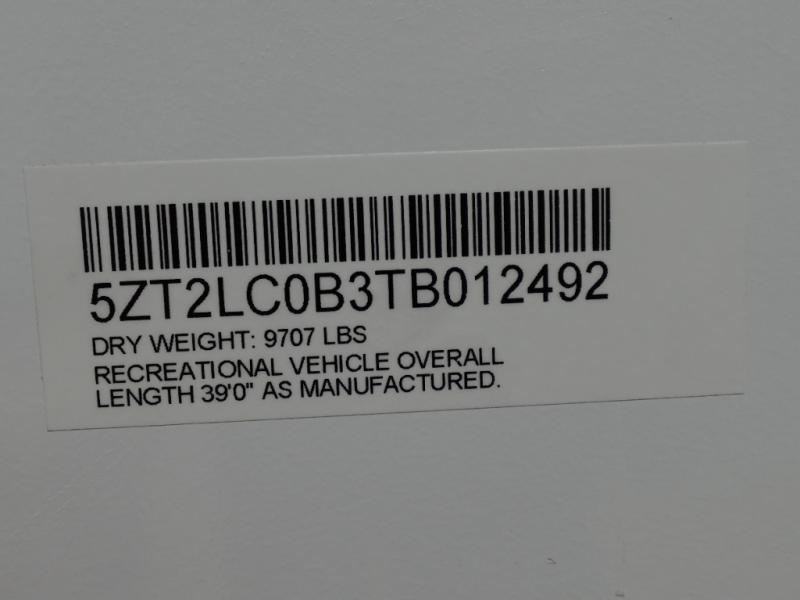 5ZT2LC0B3TB012492
DRY WEIGHT: 9707 LBS
RECREATIONAL VEHICLE OVERALL
LENGTH 39'0" AS MANUFACTURED.